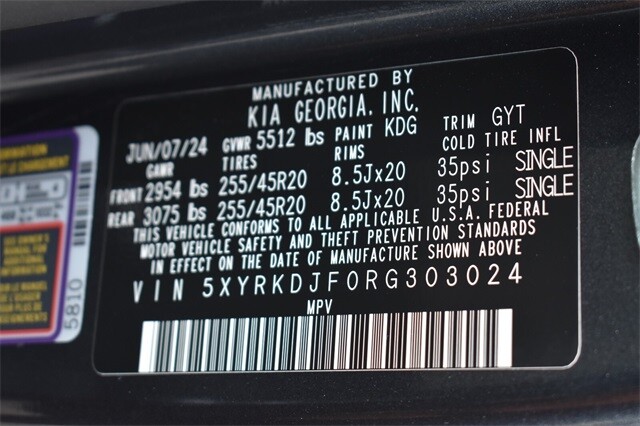 MANUFACTURED BY
KIA GEORGIA, INC.
JUN/07/24 GVWR 5512 lbs PAINT KDG TRIM GYT
GAWR TIRES RIMS COLD TIRE INFL
FRONT 2954 lbs 255/45R20 8.5Jx20 35psi SINGLE
REAR 3075 lbs 255/45R20 8.5Jx20 35psi SINGLE
THIS VEHICLE CONFORMS TO ALL APPLICABLE U.S.A. FEDERAL
MOTOR VEHICLE SAFETY AND THEFT PREVENTION STANDARDS
IN EFFECT ON THE DATE OF MANUFACTURE SHOWN ABOVE
VIN 5XYRKDJF0RG303024
MPV
5810